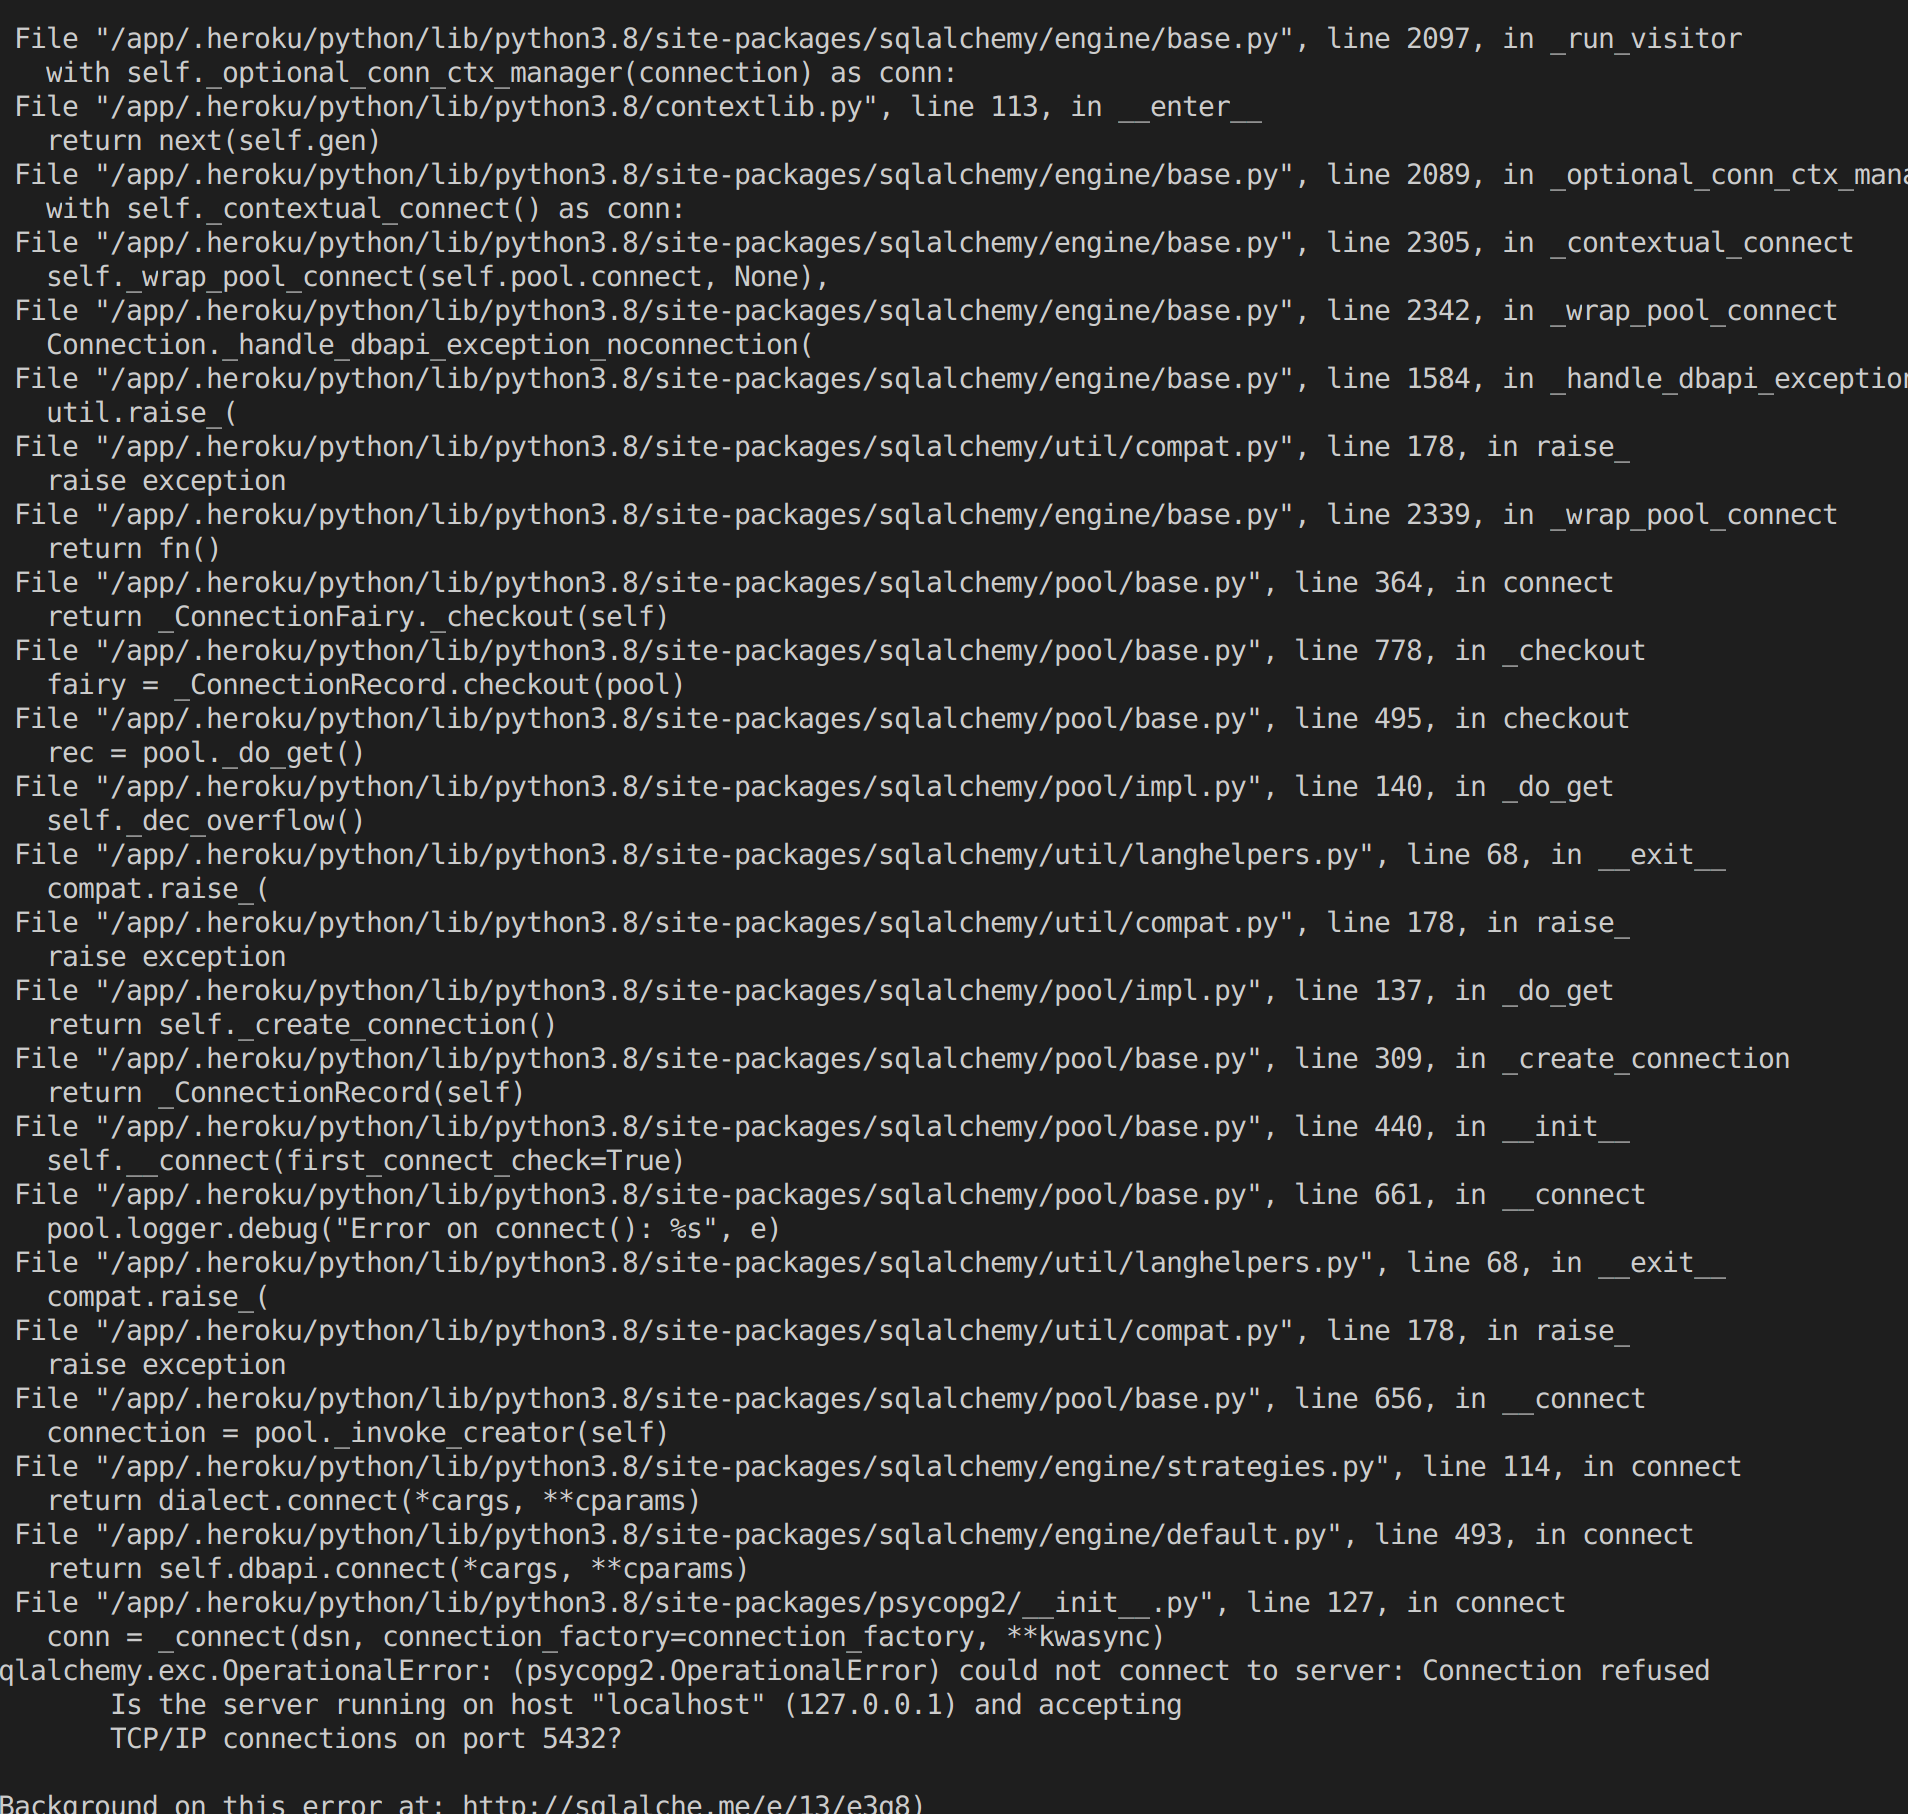 File "/app/.heroku/python/lib/python3.8/site-packages/sqlalchemy/engine/base.py", line 2097, in _run_visitor
with self._optional_conn_ctx_manager(connection) as conn:
File "/app/.heroku/python/lib/python3.8/contextlib.py", line 113, in __enter__
return next(self.gen)
File "/app/.heroku/python/lib/python3.8/site-packages/sqlalchemy/engine/base.py", line 2089, in _optional_conn_ctx_mana
with self._contextual_connect() as conn:
File "/app/.heroku/python/lib/python3.8/site-packages/sqlalchemy/engine/base.py", line 2305, in _contextual_connect
self._wrap_pool_connect(self.pool.connect, None),
File "/app/.heroku/python/lib/python3.8/site-packages/sqlalchemy/engine/base.py", line 2342, in _wrap_pool_connect
Connection._handle_dbapi_exception_noconnection(
File "/app/.heroku/python/lib/python3.8/site-packages/sqlalchemy/engine/base.py", line 1584, in _handle_dbapi_exception
util.raise_(
File "/app/.heroku/python/lib/python3.8/site-packages/sqlalchemy/util/compat.py", line 178, in raise_
raise exception
File "/app/.heroku/python/lib/python3.8/site-packages/sqlalchemy/engine/base.py", line 2339, in _wrap_pool_connect
return fn()
File "/app/.heroku/python/lib/python3.8/site-packages/sqlalchemy/pool/base.py", line 364, in connect
return _ConnectionFairy._checkout(self)
File "/app/.heroku/python/lib/python3.8/site-packages/sqlalchemy/pool/base.py", line 778, in _checkout
fairy = _ConnectionRecord.checkout(pool)
File "/app/.heroku/python/lib/python3.8/site-packages/sqlalchemy/pool/base.py", line 495, in checkout
rec = pool._do_get()
File "/app/.heroku/python/lib/python3.8/site-packages/sqlalchemy/pool/impl.py", line 140, in _do_get
self._dec_overflow()
File "/app/.heroku/python/lib/python3.8/site-packages/sqlalchemy/util/langhelpers.py", line 68, in __exit__
compat.raise_(
File "/app/.heroku/python/lib/python3.8/site-packages/sqlalchemy/util/compat.py", line 178, in raise_
raise exception
File "/app/.heroku/python/lib/python3.8/site-packages/sqlalchemy/pool/impl.py", line 137, in _do_get
return self._create_connection()
File "/app/.heroku/python/lib/python3.8/site-packages/sqlalchemy/pool/base.py", line 309, in _create_connection
return _ConnectionRecord(self)
File "/app/.heroku/python/lib/python3.8/site-packages/sqlalchemy/pool/base.py", line 440, in __init__
self.__connect(first_connect_check=True)
File "/app/.heroku/python/lib/python3.8/site-packages/sqlalchemy/pool/base.py", line 661, in __connect
pool.logger.debug("Error on connect(): %s", e)
File "/app/.heroku/python/lib/python3.8/site-packages/sqlalchemy/util/langhelpers.py", line 68, in __exit__
compat.raise_(
File "/app/.heroku/python/lib/python3.8/site-packages/sqlalchemy/util/compat.py", line 178, in raise_
raise exception
File "/app/.heroku/python/lib/python3.8/site-packages/sqlalchemy/pool/base.py", line 656, in __connect
connection = pool._invoke_creator(self)
File "/app/.heroku/python/lib/python3.8/site-packages/sqlalchemy/engine/strategies.py", line 114, in connect
return dialect.connect(*cargs, **cparams)
File "/app/.heroku/python/lib/python3.8/site-packages/sqlalchemy/engine/default.py", line 493, in connect
return self.dbapi.connect(*cargs, **cparams)
File "/app/.heroku/python/lib/python3.8/site-packages/psycopg2/__init__.py", line 127, in connect
conn = _connect(dsn, connection_factory=connection_factory, **kwasync)
qlalchemy.exc.OperationalError: (psycopg2.OperationalError) could not connect to server: Connection refused
Is the server running on host "localhost" (127.0.0.1) and accepting
TCP/IP connections on port 5432?
Background on this error at: http://sqlalche.me/e/13/e3q8)